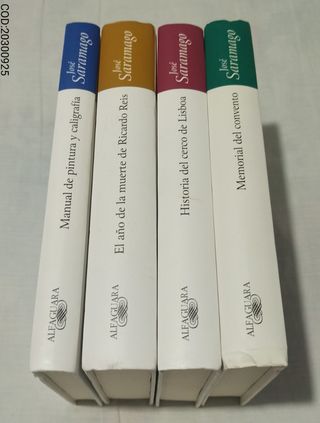 COD:20300925
José
Saramago
Manual de pintura y caligrafía
ALFAGUARA
José
Saramago
El año de la muerte de Ricardo Reis
ALFAGUARA
José
Saramago
Historia del cerco de Lisboa
ALFAGUARA
José
Saramago
Memorial del convento
ALFAGUARA